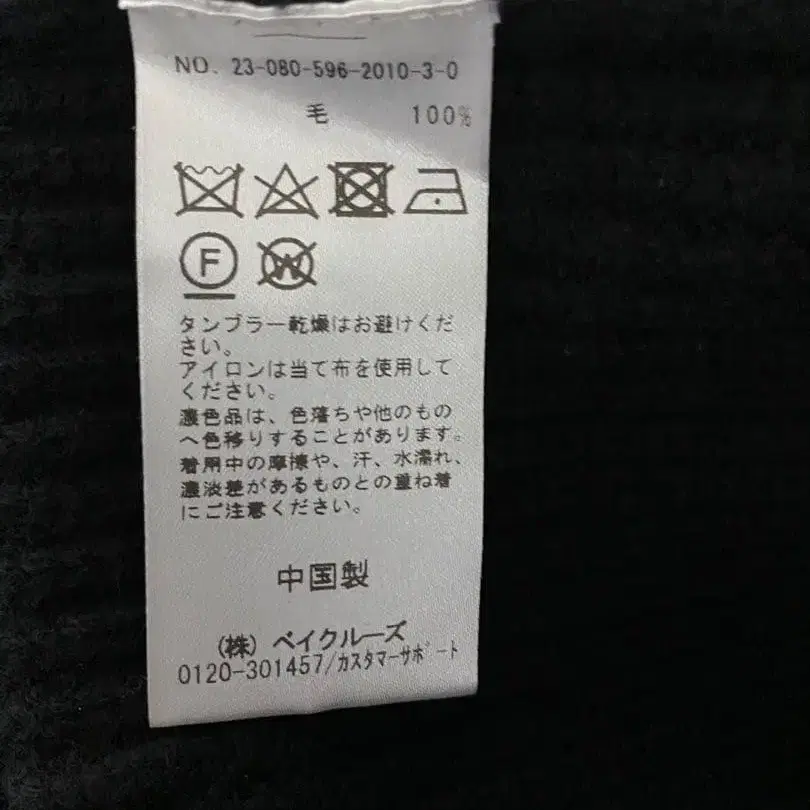 NO. 23-080-596-2010-3-0
毛 100%
F
W
タンブラー乾燥はお避けくだ
さい。
アイロンは当て布を使用して
ください。
濃色品は、色落ちや他のもの
へ色移りすることがあります。
着用中の摩擦や、汗、水濡れ、
濃淡差があるものとの重ね着
にご注意ください。
中国製
(株) ベイクルーズ
0120-301457/カスタマーサポート